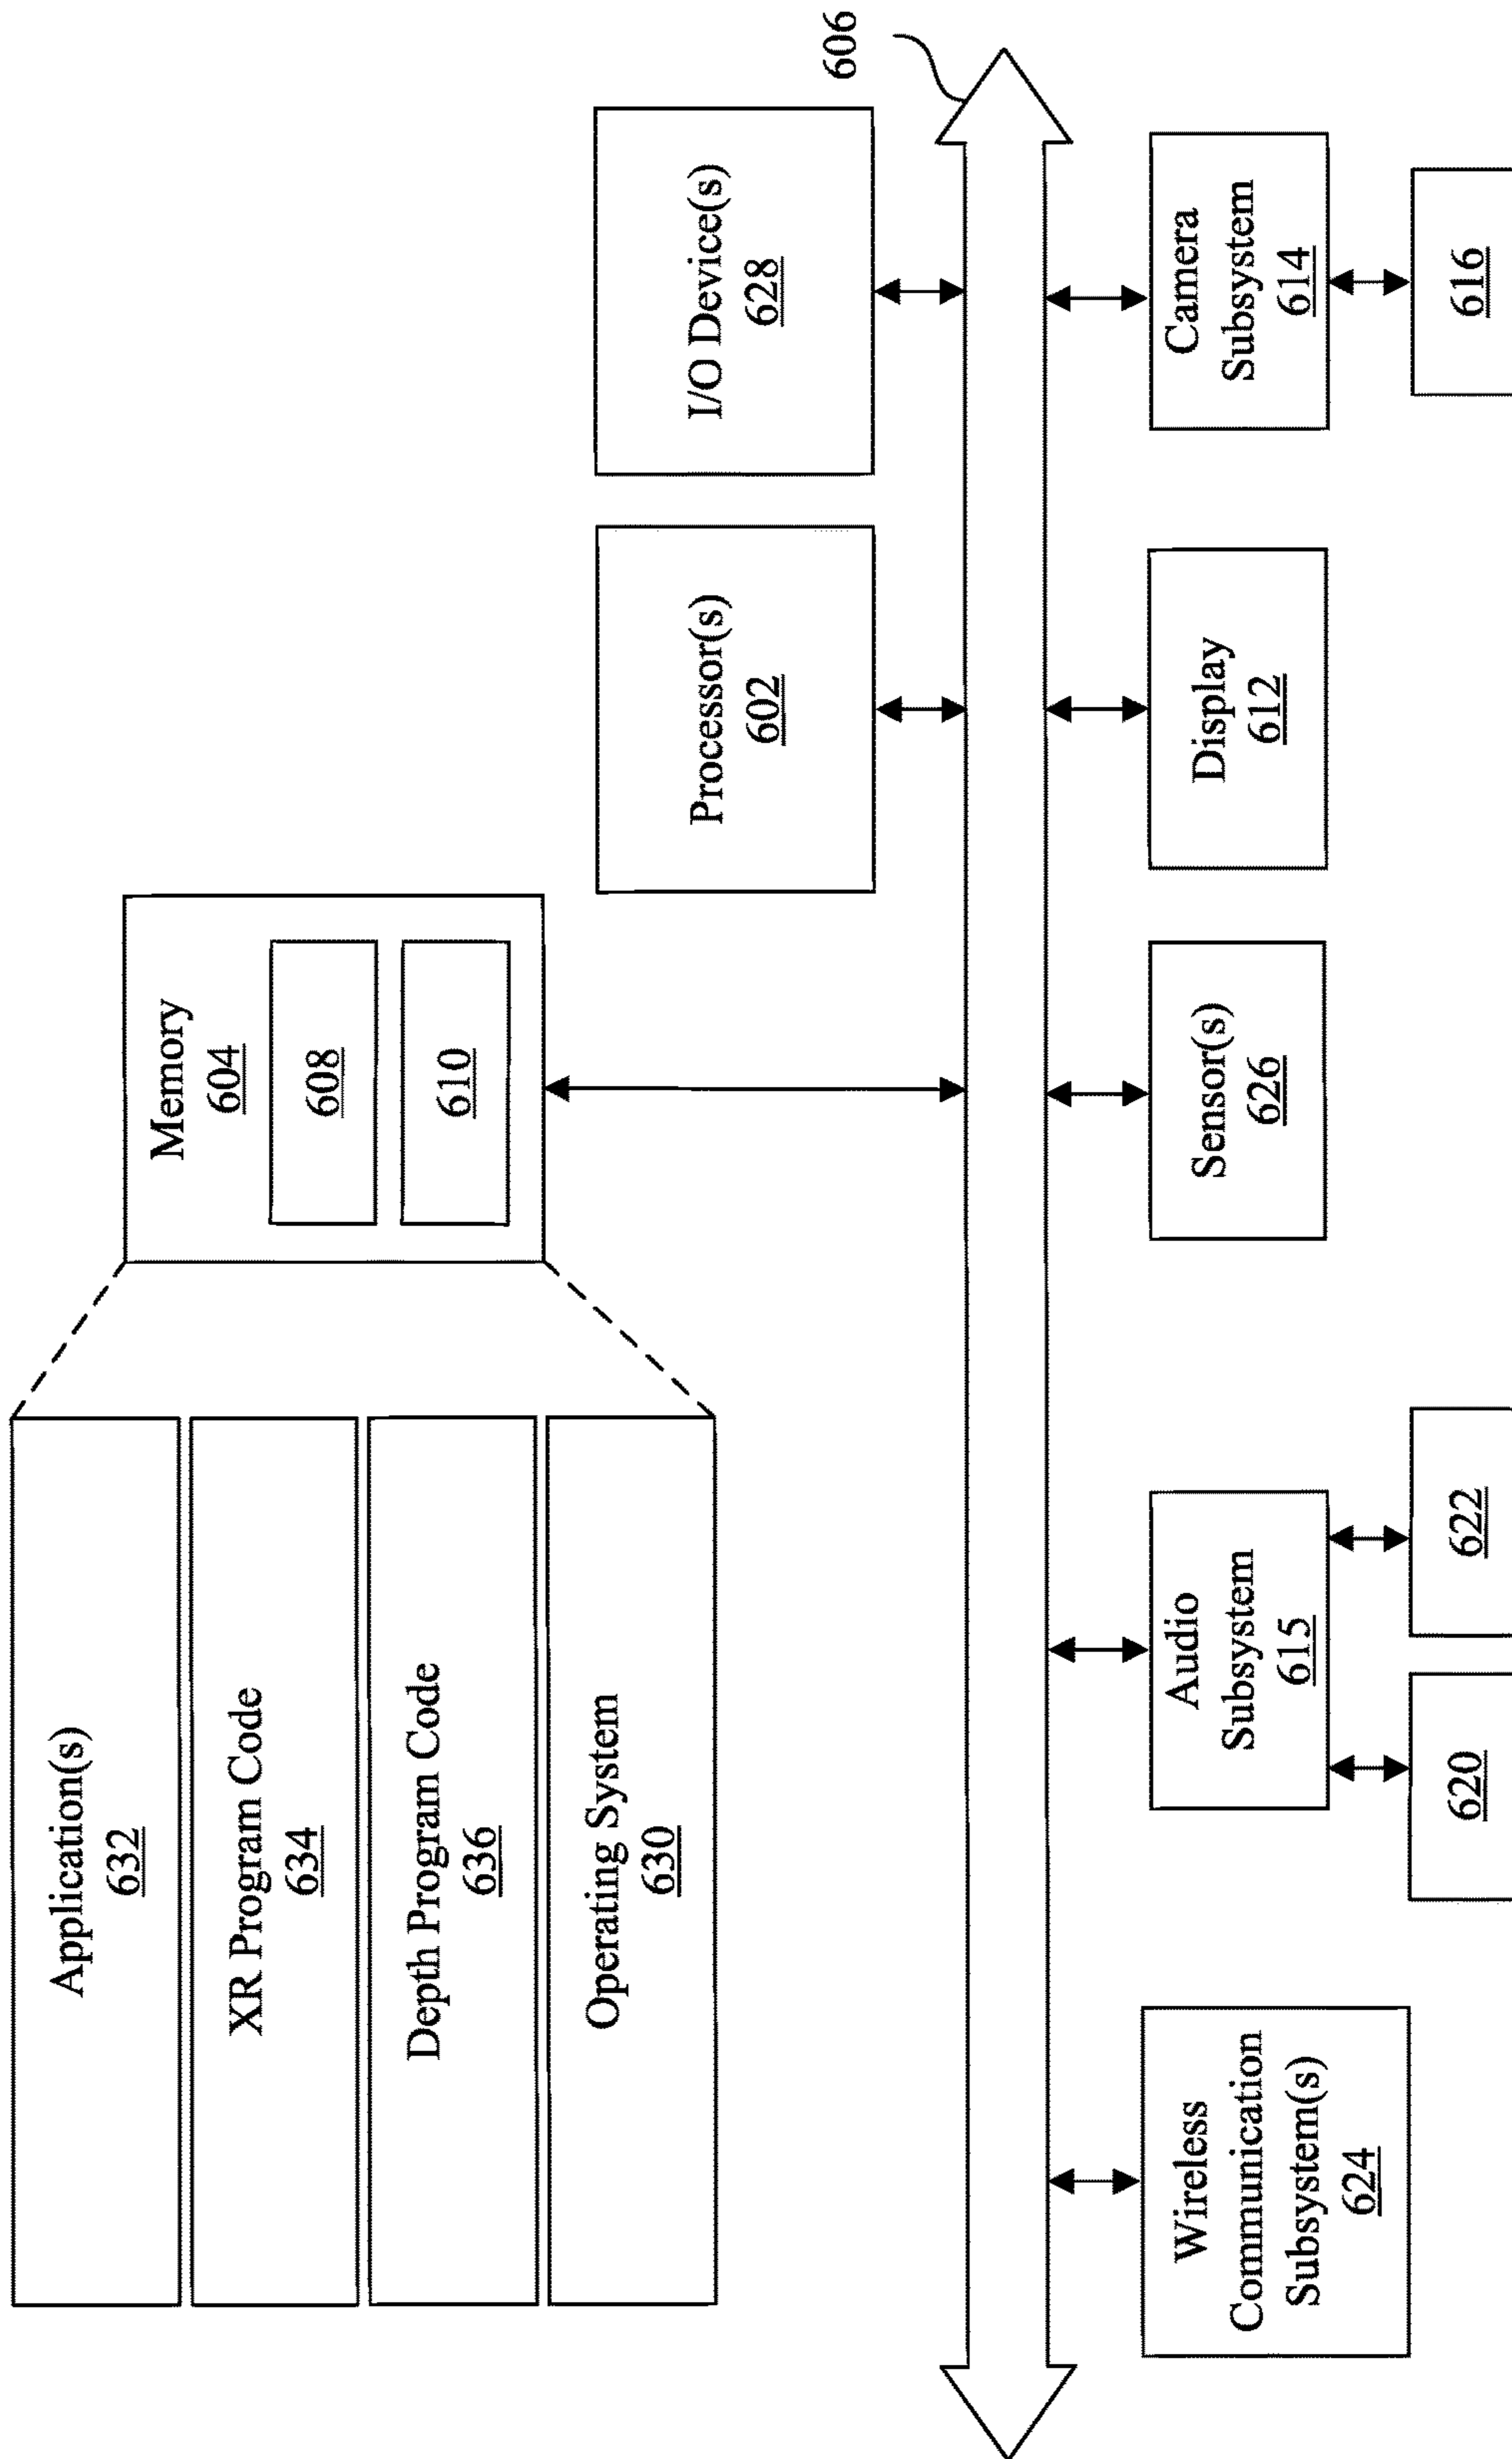 Application(s)
632
XR Program Code
634
Depth Program Code
636
Operating System
630
Memory
604
608
610
Processor(s)
602
I/O Device(s)
628
606
Wireless
Communication
Subsystem(s)
624
Audio
Subsystem
615
620
622
Sensor(s)
626
Display
612
Camera
Subsystem
614
616